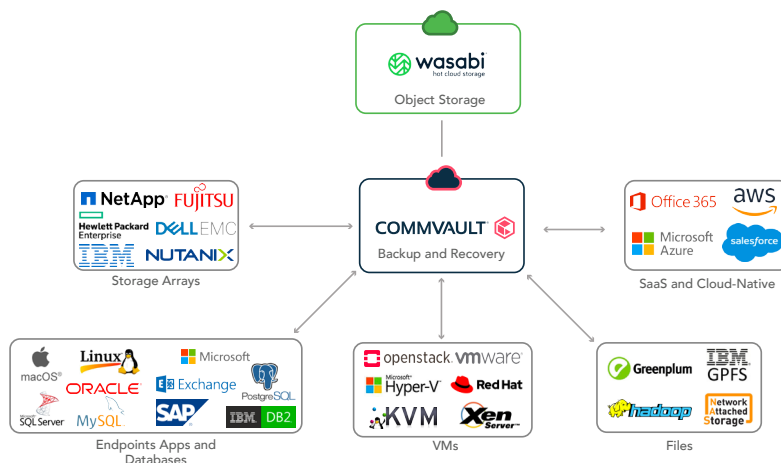 wasabi
hot cloud storage
Object Storage
NetApp®
FUJITSU
Hewlett Packard
Enterprise
DELLEMC
IBM
NUTANIX
Storage Arrays
COMMVAULT
Backup and Recovery
Office 365
aws
Microsoft
Azure
salesforce
SaaS and Cloud-Native
macOS®
Linux
Microsoft
ORACLE
E
Exchange
PostgreSQL
Microsoft
SQL Server
MySQL
SAP
IBM DB2
Endpoints Apps and
Databases
openstack.
vmware®
Microsoft®
Hyper-V
Red Hat
KVM
Xen
Server™
VMs
Greenplum
IBM
GPFS
hadoop
Network
Attached
Storage
Files